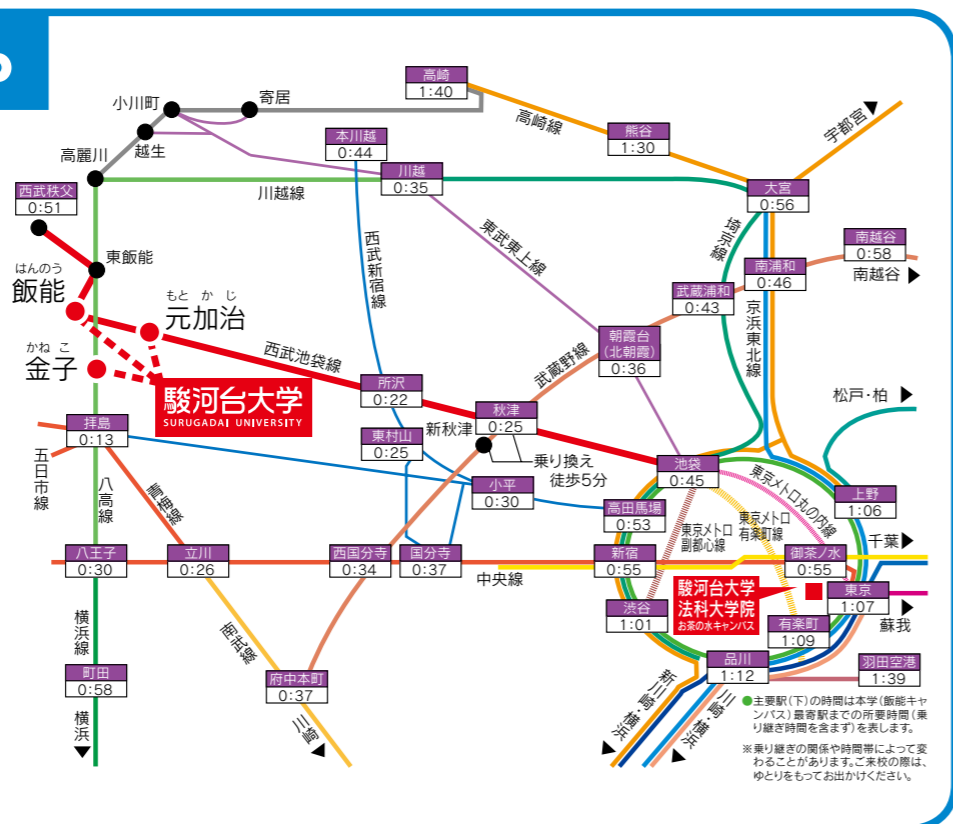 高崎
1:40
小川町
寄居
高崎線
宇都宮
熊谷
1:30
越生
本川越
0:44
高麗川
川越
0:35
川越線
大宮
0:56
西武秩父
0:51
東飯能
西武新宿線
東武東上線
埼京線
南越谷
0:58
南越谷
南浦和
0:46
武蔵浦和
0:43
京浜東北線
はんのう
飯能
もとかじ
元加治
かねこ
金子
西武池袋線
朝霞台
(北朝霞)
0:36
武蔵野線
駿河台大学
SURUGADAI UNIVERSITY
所沢
0:22
秋津
0:25
新秋津
東村山
0:25
乗り換え
徒歩5分
松戸・柏
拝島
0:13
五日市線
八高線
青梅線
小平
0:30
池袋
0:45
高田馬場
0:53
東京メトロ
副都心線
東京メトロ
有楽町線
東京メトロ丸の内線
上野
1:06
千葉
八王子
0:30
立川
0:26
西国分寺
0:34
国分寺
0:37
中央線
新宿
0:55
御茶ノ水
0:55
駿河台大学
法科大学院
お茶の水キャンパス
東京
1:07
蘇我
渋谷
1:01
有楽町
1:09
横浜線
南武線
町田
0:58
府中本町
0:37
品川
1:12
羽田空港
1:39
横浜
川崎
新川崎・横浜
川崎・横浜
●主要駅(下)の時間は本学(飯能キャ
ンパス)最寄駅までの所要時間(乗
り継ぎ時間を含まず)を表します。
※乗り継ぎの関係や時間帯によって変
わることがあります。ご来校の際は、
ゆとりをもってお出かけください。